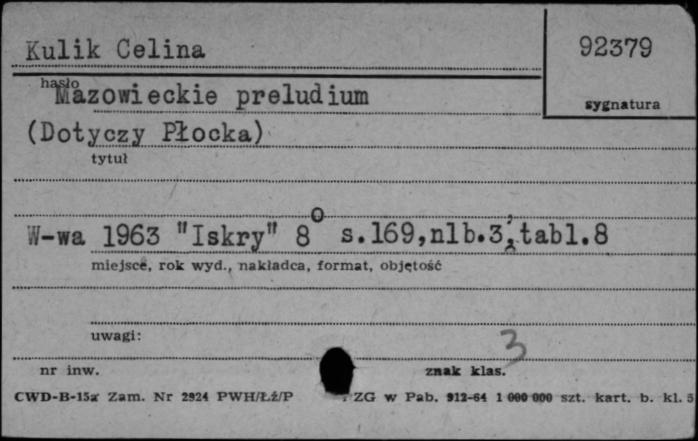 Kulik Celina
92379
hasło
Mazowieckie preludium
sygnatura
(Dotyczy Płocka)
tytuł
W-wa 1963 "Iskry" 8° s.169,nlb.3, tabl.8
miejsce, rok wyd., nakładca, format, objętość
uwagi:
3
nr inw.
znak klas.
CWD-B-15a Zam. Nr 2924 PWH/Łź/P ZG w Pab. 912-64 1 000 000 szt. kart. b. kl. 5